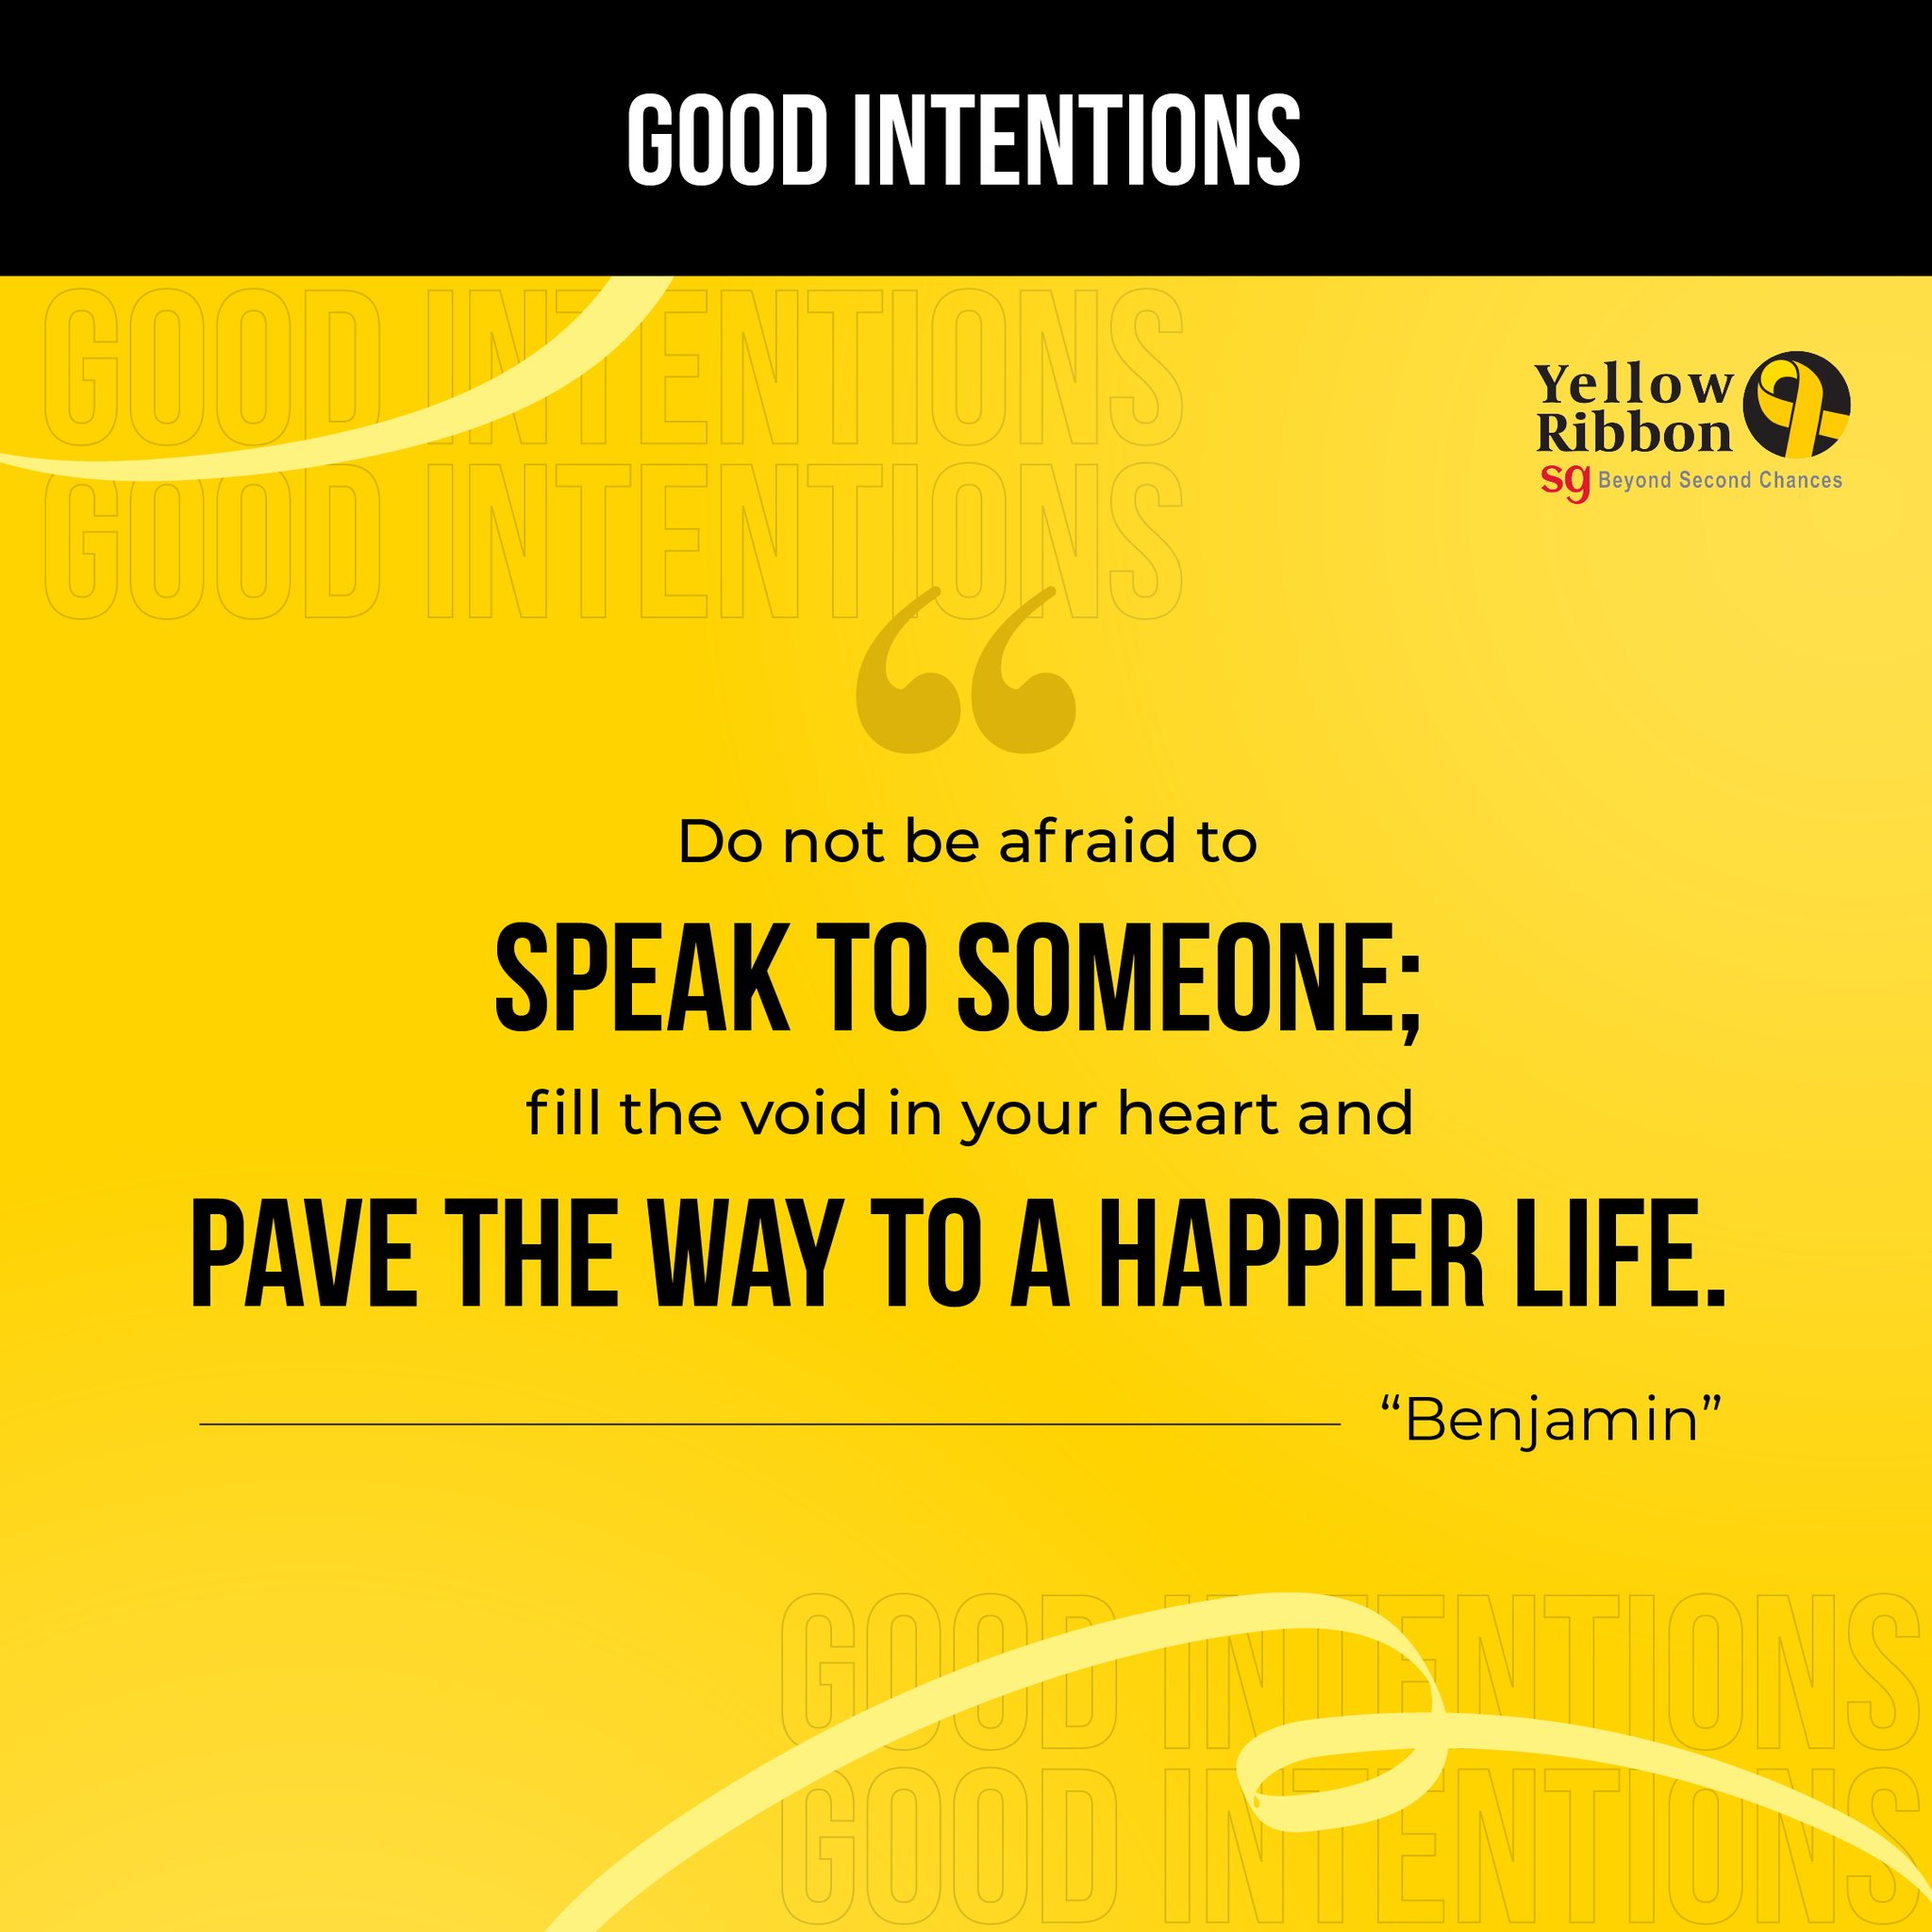 GOOD INTENTIONS
GOOD INTENTIONS
GOOD INTENTIONS
Yellow
Ribbon
sg Beyond Second Chances
“
Do not be afraid to
SPEAK TO SOMEONE;
fill the void in your heart and
PAVE THE WAY TO A HAPPIER LIFE.
“Benjamin”
GOOD INTENTIONS
GOOD INTENTIONS